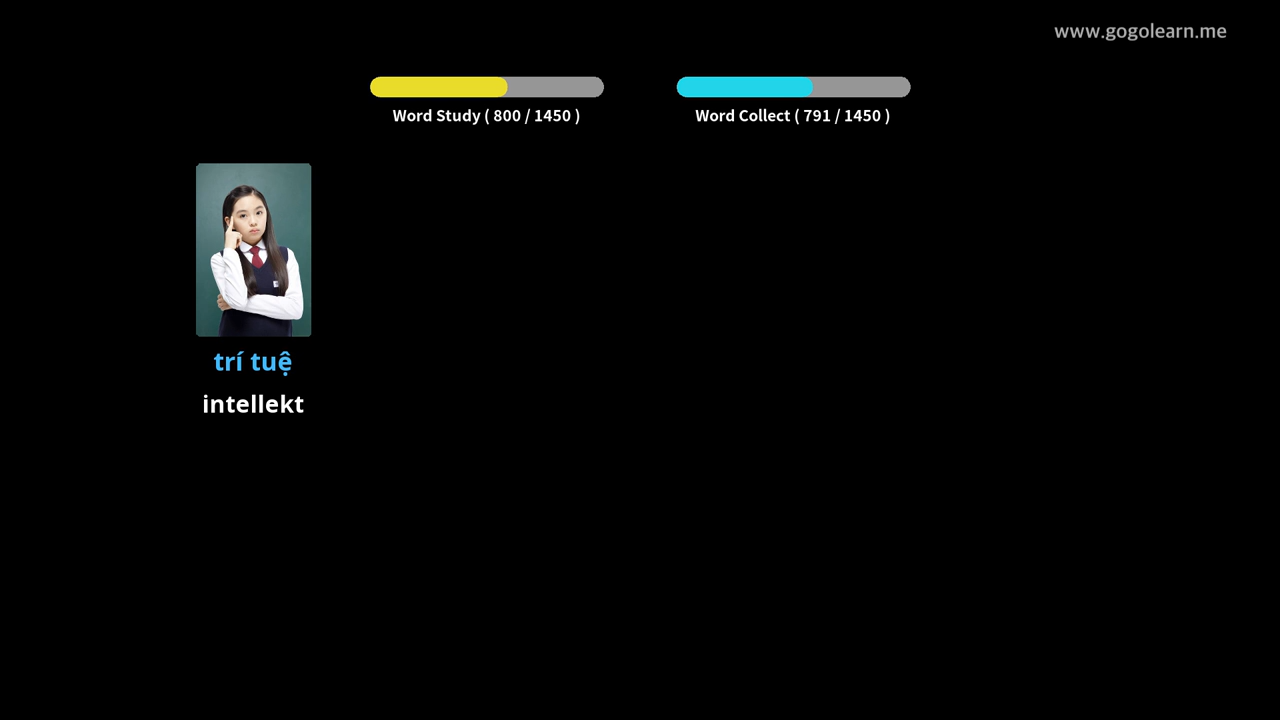 www.gogolearn.me
Word Study ( 800 / 1450 )
Word Collect ( 791 / 1450 )
trí tuệ
intellekt